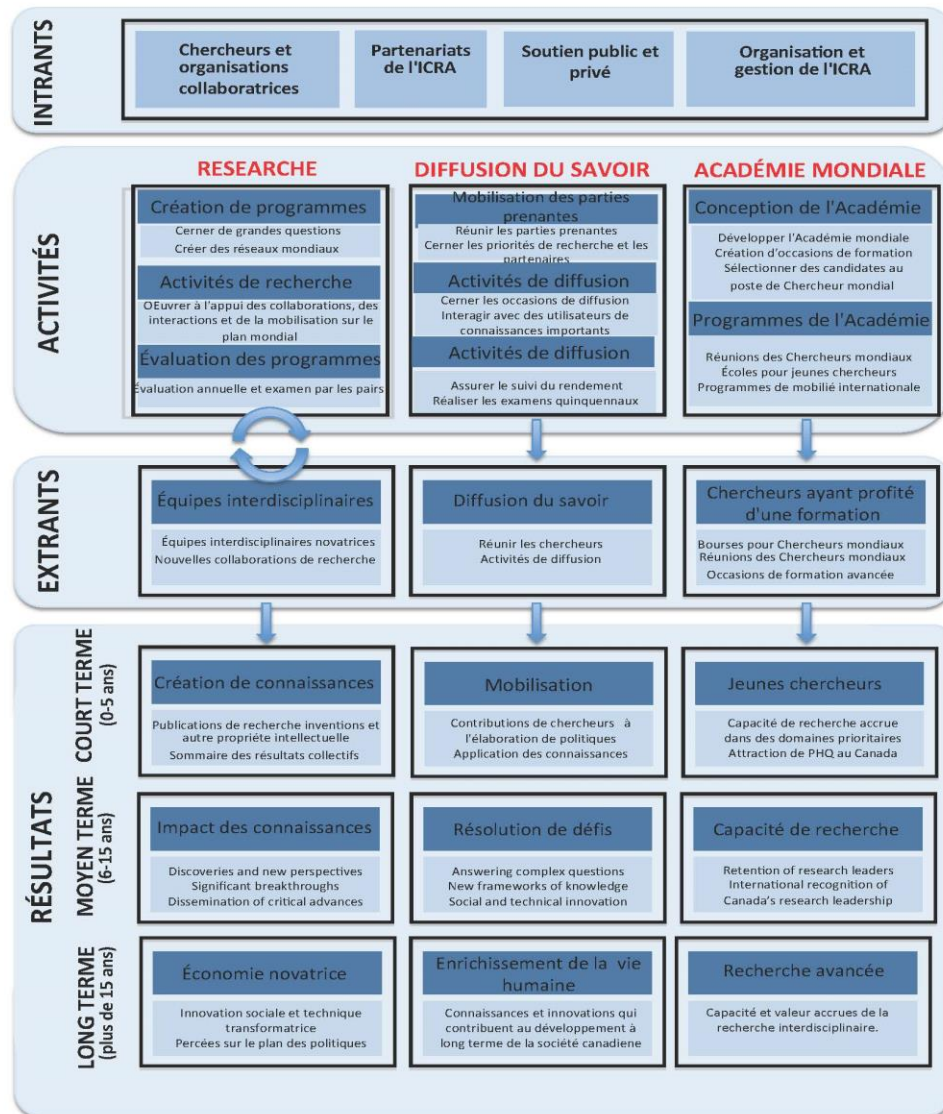 INTRANTS
Chercheurs et
organisations
collaboratrices
Partenariats
de l'ICRA
Soutien public et
privé
Organisation et
gestion de l'ICRA
ACTIVITÉS
RESEARCHE
Création de programmes
Cerner de grandes questions
Créer des réseaux mondiaux
Activités de recherche
OEuvrer à l'appui des collaborations, des
interactions et de la mobilisation sur le
plan mondial
Évaluation des programmes
Évaluation annuelle et examen par les pairs
DIFFUSION DU SAVOIR
Mobilisation des parties
prenantes
Réunir les parties prenantes
Cerner les priorités de recherche et les
partenaires
Activités de diffusion
Cerner les occasions de diffusion
Interagir avec des utilisateurs de
connaissances importants
Activités de diffusion
Assurer le suivi du rendement
Réaliser les examens quinquennaux
ACADÉMIE MONDIALE
Conception de l'Académie
Développer l'Académie mondiale
Création d'occasions de formation
Sélectionner des candidates au
poste de Chercheur mondial
Programmes de l'Académie
Réunions des Chercheurs mondiaux
Écoles pour jeunes chercheurs
Programmes de mobilié internationale
EXTRANTS
Équipes interdisciplinaires
Équipes interdisciplinaires novatrices
Nouvelles collaborations de recherche
Diffusion du savoir
Réunir les chercheurs
Activités de diffusion
Chercheurs ayant profité
d'une formation
Bourses pour Chercheurs mondiaux
Réunions des Chercheurs mondiaux
Occasions de formation avancée
RÉSULTATS
COURT TERME
(0-5 ans)
Création de connaissances
Publications de recherche inventions et
autre propriéte intellectuelle
Sommaire des résultats collectifs
Mobilisation
Contributions de chercheurs à
l'élaboration de politiques
Application des connaissances
Jeunes chercheurs
Capacité de recherche accrue
dans des domaines prioritaires
Attraction de PHQ au Canada
MOYEN TERME
(6-15 ans)
Impact des connaissances
Discoveries and new perspectives
Significant breakthroughs
Dissemination of critical advances
Résolution de défis
Answering complex questions
New frameworks of knowledge
Social and technical innovation
Capacité de recherche
Retention of research leaders
International recognition of
Canada's research leadership
LONG TERME
(plus de 15 ans)
Économie novatrice
Innovation sociale et technique
transformatrice
Percées sur le plan des politiques
Enrichissement de la vie
humaine
Connaissances et innovations qui
contribuent au développement à
long terme de la société canadiene
Recherche avancée
Capacité et valeur accrues de la
recherche interdisciplinaire.